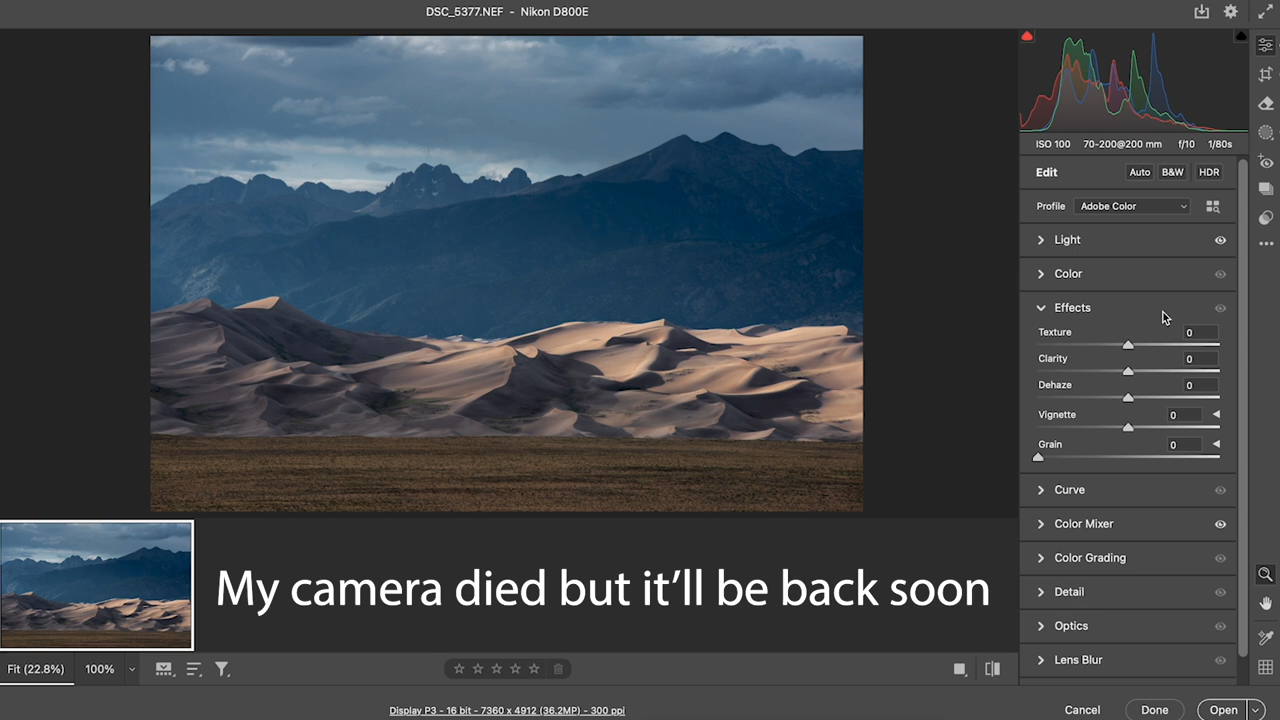 DSC_5377.NEF - Nikon D800E
ISO 100 70-200@200 mm f/10 1/80s
Edit Auto B&W HDR
Profile Adobe Color
Light
Color
Effects
Texture 0
Clarity 0
Dehaze 0
Vignette 0
Grain 0
Curve
Color Mixer
Color Grading
Detail
Optics
Lens Blur
My camera died but it’ll be back soon
Fit (22.8%) 100%
Display P3 - 16 bit - 7360 x 4912 (36.2MP) - 300 ppi
Cancel Done Open